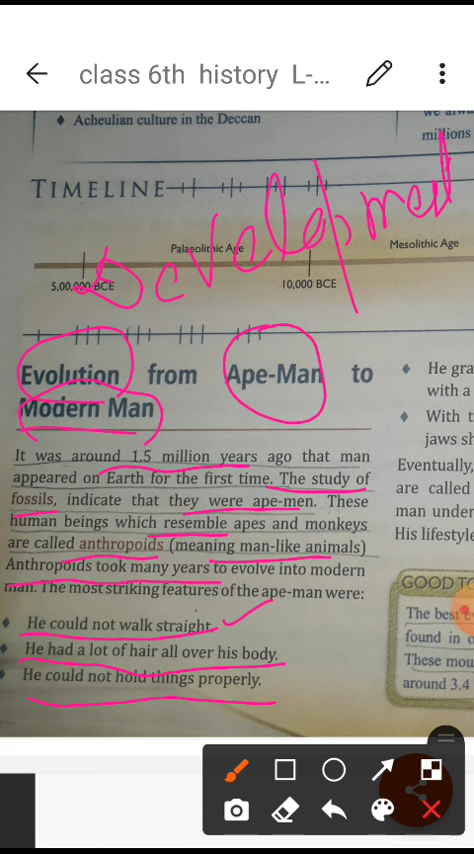 class 6th history L-...
Acheulian culture in the Deccan
millions
TIMELINE
Development
Palaeolithic Age
Mesolithic Age
5,00,000 BCE
10,000 BCE
Evolution from Ape-Man to
Modern Man
It was around 1.5 million years ago that man
appeared on Earth for the first time. The study of
fossils, indicate that they were ape-men. These
human beings which resemble apes and monkeys
are called anthropoids (meaning man-like animals)
Anthropoids took many years to evolve into modern
man. The most striking features of the ape-man were:
He could not walk straight.
He had a lot of hair all over his body.
He could not hold things properly.
He gra
with a
With t
jaws sh
Eventually,
are called
man under
His lifestyle
GOOD TO
The best
found in
These mou
around 3.4